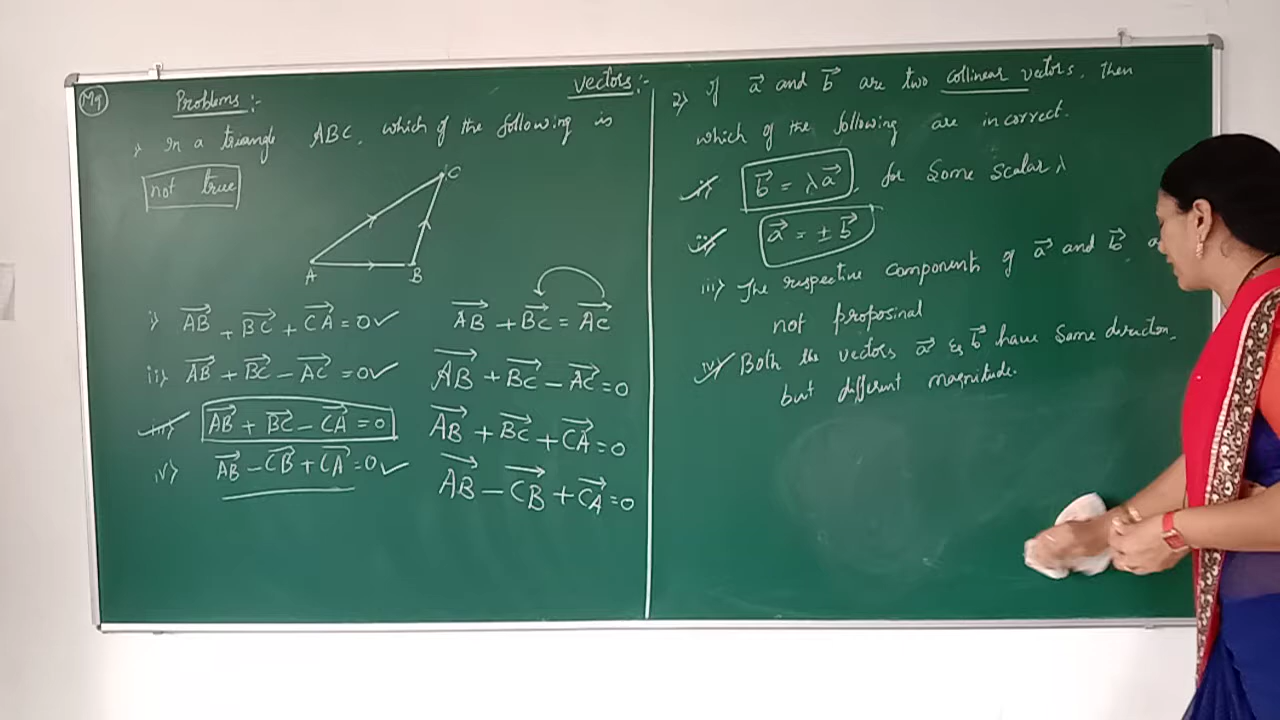 M9
Problems :-
Vectors :-
1) In a triangle ABC, which of the following is
not true
C
A
B
i) AB + BC + CA = 0 ✓
ii) AB + BC - AC = 0 ✓
iii) AB + BC - CA = 0
iv) AB - CB + CA = 0 ✓
AB + BC = AC
AB + BC - AC = 0
AB + BC + CA = 0
AB - CB + CA = 0
2) If a⃗ and b⃗ are two collinear vectors, Then
which of the following are incorrect.
i) b⃗ = λa⃗, for Some Scalar λ
ii) a⃗ = ± b⃗
iii) The respective components of a⃗ and b⃗
not proposinal
iv) Both the vectors a⃗ & b⃗ have Same direction,
but different magnitude.